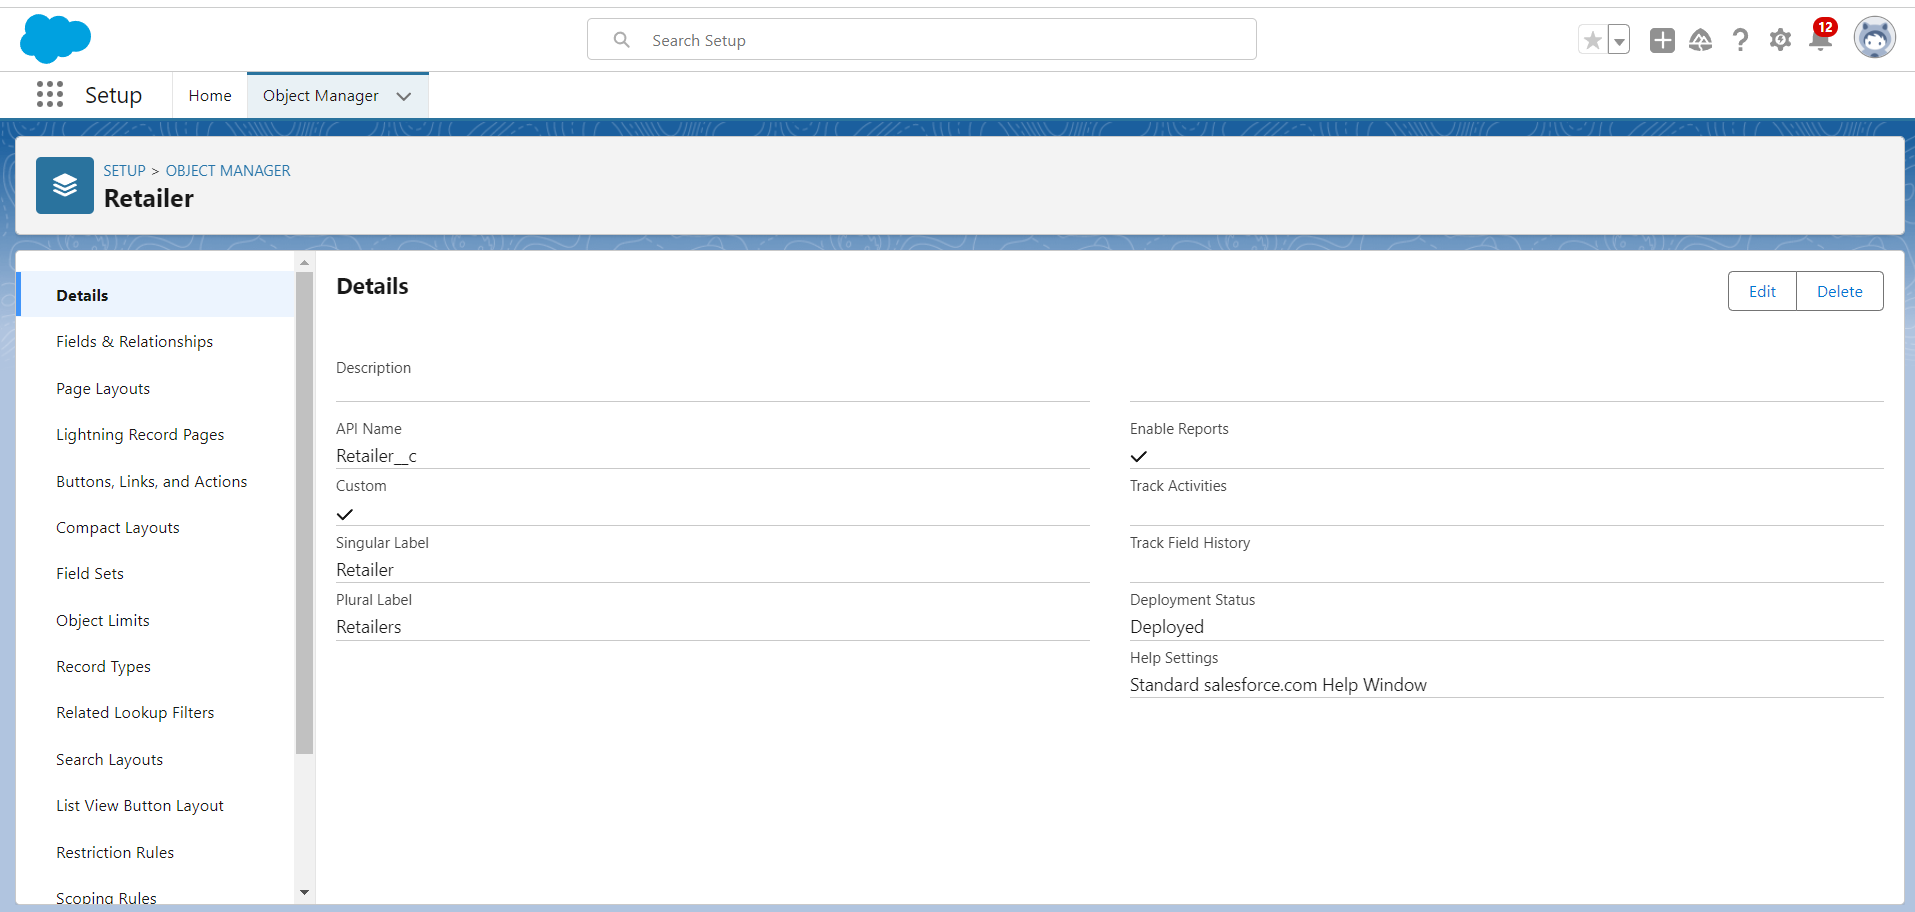 Search Setup
12
Setup
Home
Object Manager
SETUP > OBJECT MANAGER
Retailer
Details
Fields & Relationships
Page Layouts
Lightning Record Pages
Buttons, Links, and Actions
Compact Layouts
Field Sets
Object Limits
Record Types
Related Lookup Filters
Search Layouts
List View Button Layout
Restriction Rules
Scoping Rules
Details
Edit
Delete
Description
API Name
Retailer__c
Custom
Singular Label
Retailer
Plural Label
Retailers
Enable Reports
Track Activities
Track Field History
Deployment Status
Deployed
Help Settings
Standard salesforce.com Help Window